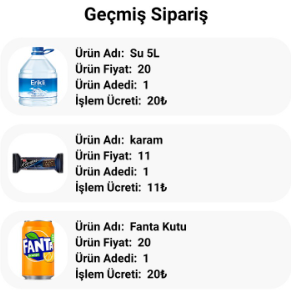 Geçmiş Sipariş
Erikli
Ürün Adı: Su 5L
Ürün Fiyat: 20
Ürün Adedi: 1
İşlem Ücreti: 20₺
Ürün Adı: karam
Ürün Fiyat: 11
Ürün Adedi: 1
İşlem Ücreti: 11₺
FANTA
Ürün Adı: Fanta Kutu
Ürün Fiyat: 20
Ürün Adedi: 1
İşlem Ücreti: 20₺